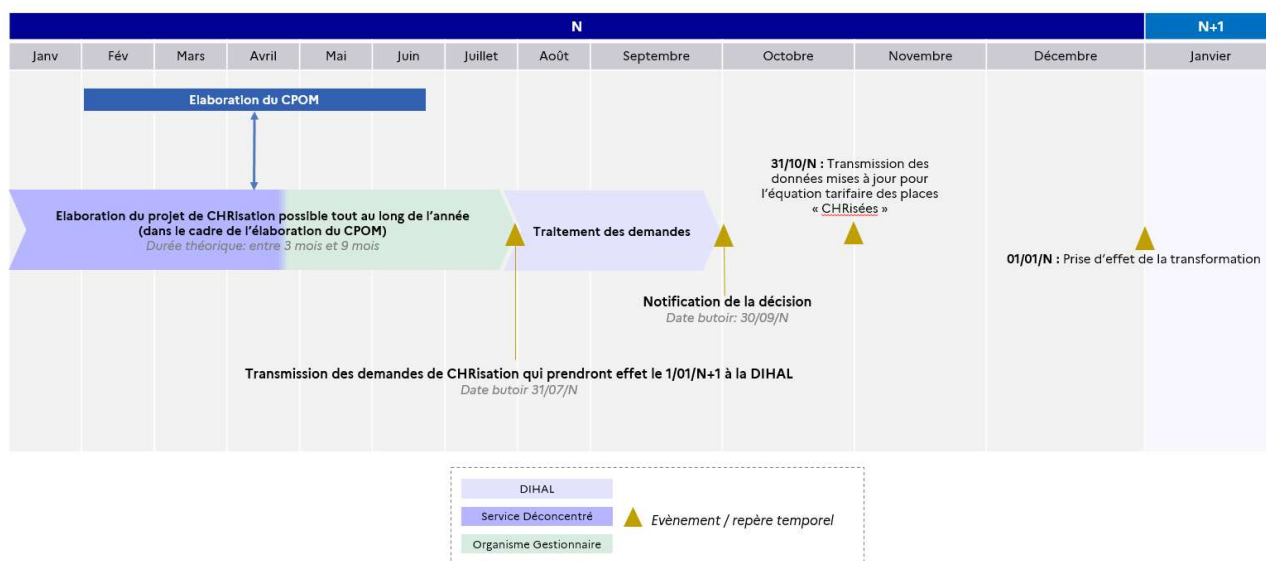 N
N+1
Janv
Fév
Mars
Avril
Mai
Juin
Juillet
Août
Septembre
Octobre
Novembre
Décembre
Janvier
Elaboration du CPOM
31/10/N : Transmission des
données mises à jour pour
l'équation tarifaire des places
« CHRisées »
Elaboration du projet de CHRisation possible tout au long de l'année
(dans le cadre de l'élaboration du CPOM)
Durée théorique: entre 3 mois et 9 mois
Traitement des demandes
01/01/N : Prise d'effet de la transformation
Notification de la décision
Date butoir: 30/09/N
Transmission des demandes de CHRisation qui prendront effet le 1/01/N+1 à la DIHAL
Date butoir 31/07/N
DIHAL
Service Déconcentré
Organisme Gestionnaire
Evènement / repère temporel